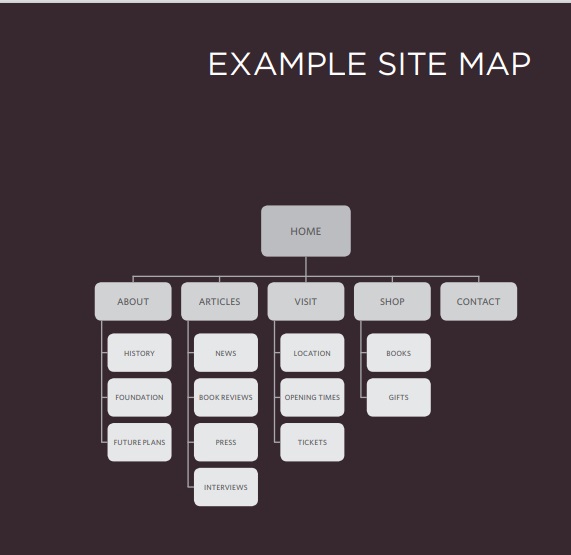 EXAMPLE SITE MAP
HOME
ABOUT
ARTICLES
VISIT
SHOP
CONTACT
HISTORY
NEWS
LOCATION
BOOKS
FOUNDATION
BOOK REVIEWS
OPENING TIMES
GIFTS
FUTURE PLANS
PRESS
TICKETS
INTERVIEWS